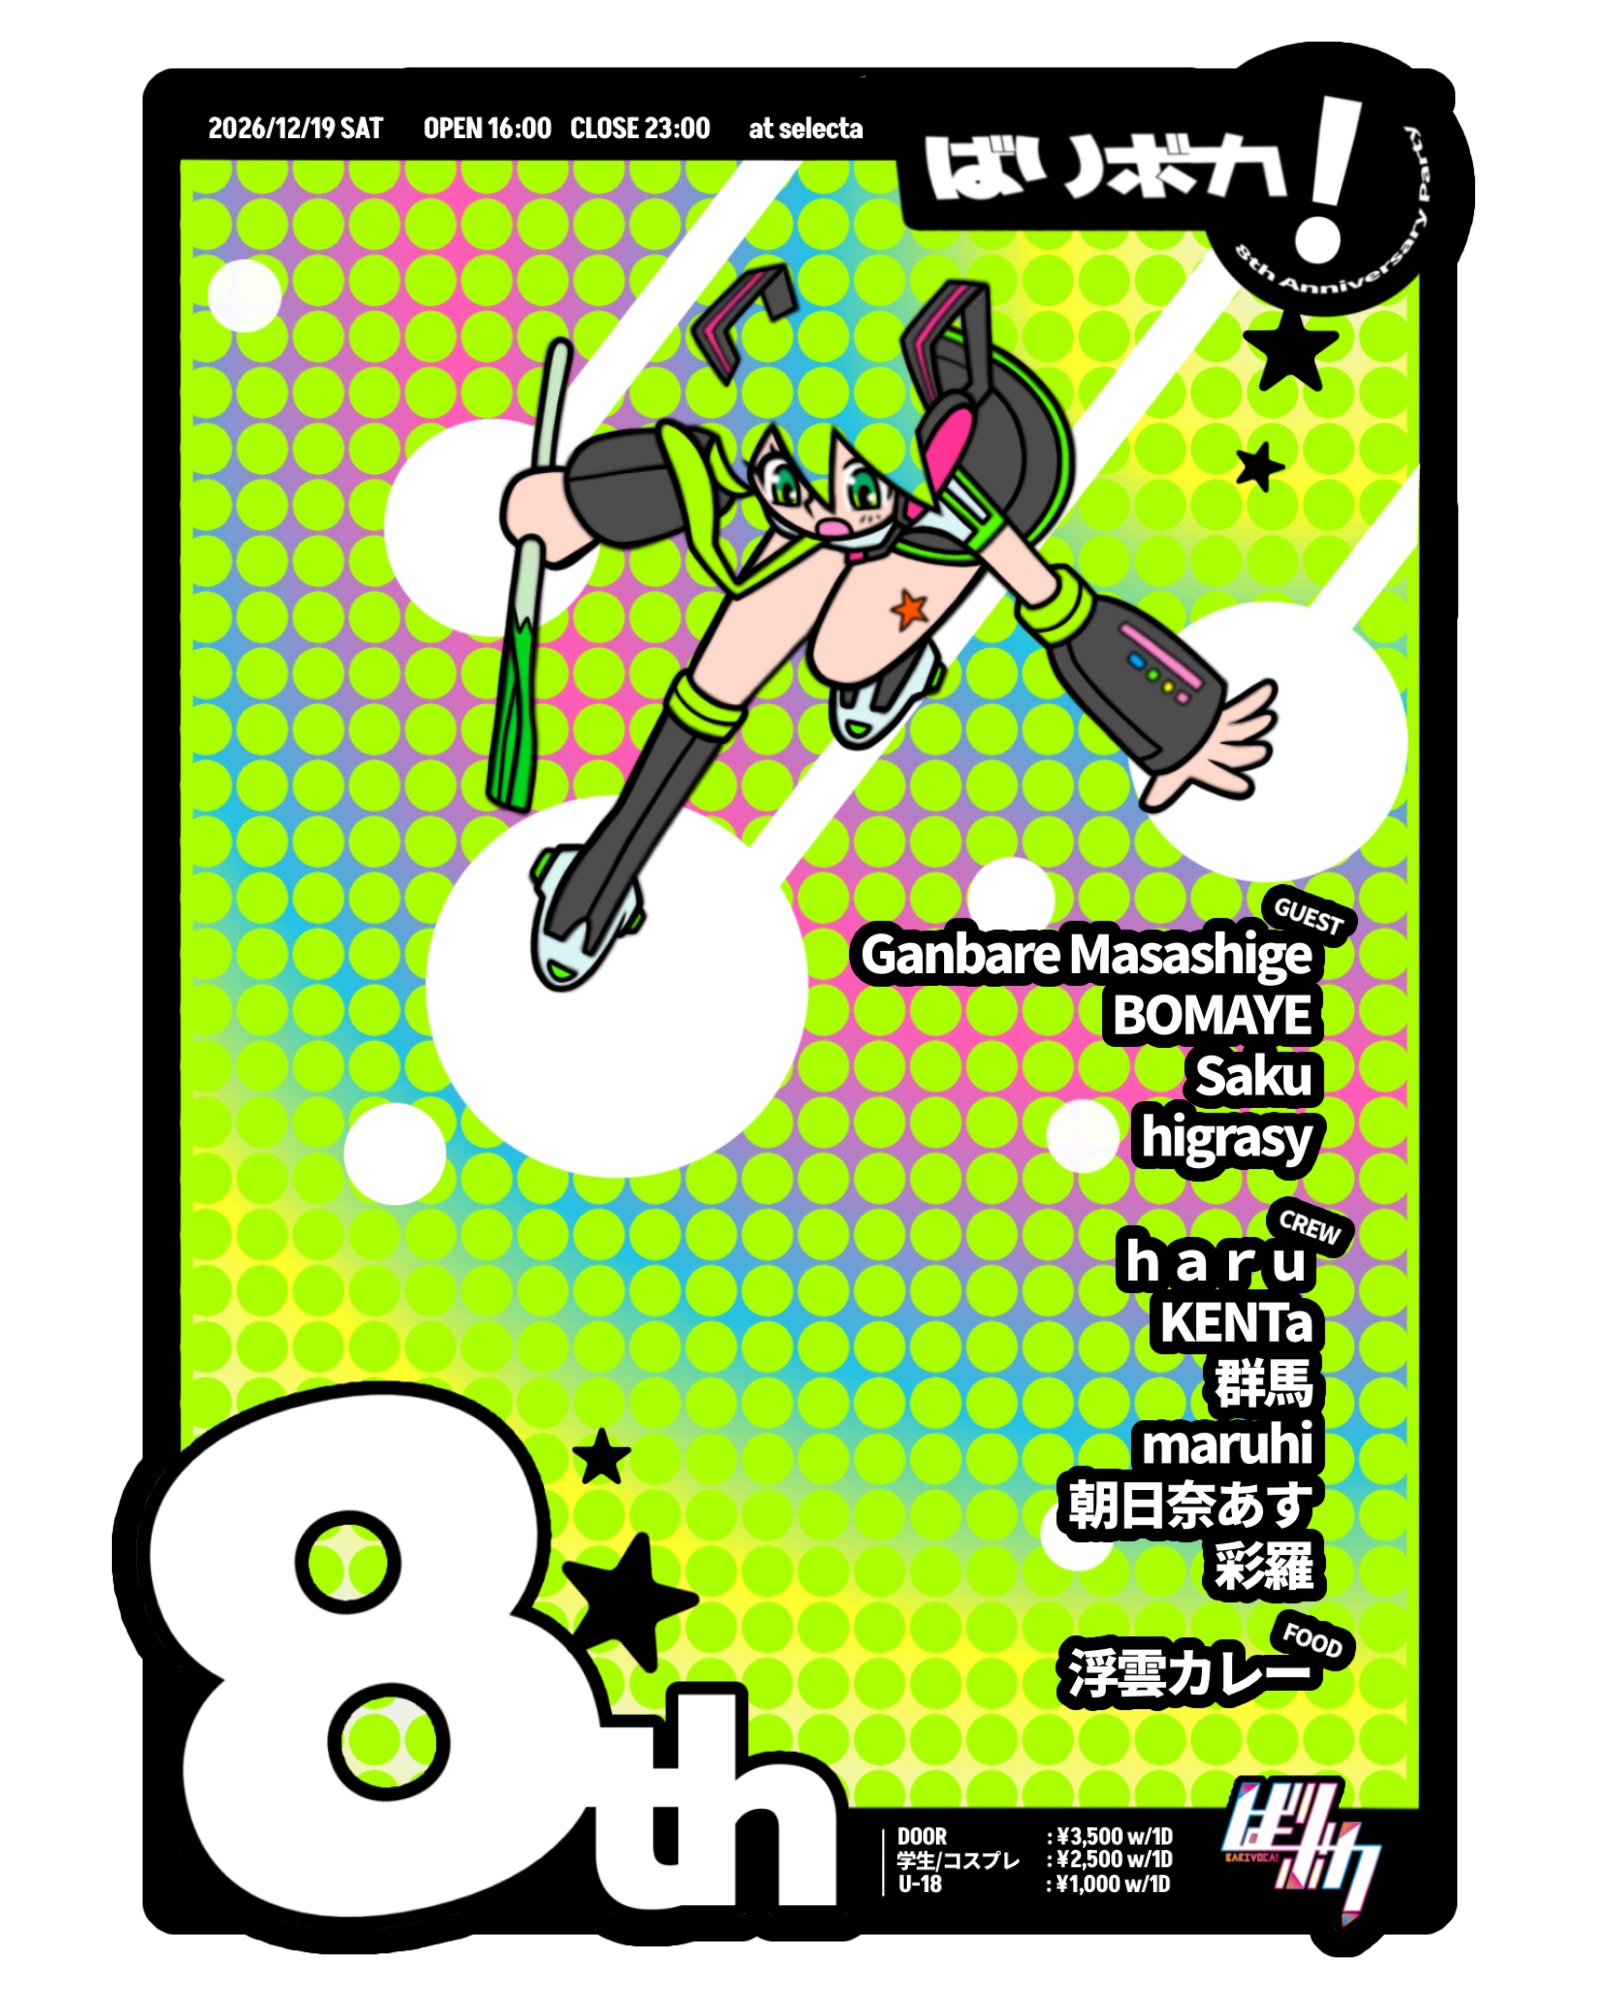 2026/12/19 SAT OPEN 16:00 CLOSE 23:00 at selecta
ばりボカ!
8th Anniversary Party
GUEST
Ganbare Masashige
BOMAYE
Saku
higrasy
CREW
haru
KENTa
群馬
maruhi
朝日奈あす
彩羅
FOOD
浮雲カレー
8th
DOOR : ¥3,500 w/1D
学生/コスプレ : ¥2,500 w/1D
U-18 : ¥1,000 w/1D
ばりボカ
BARIVOCA!